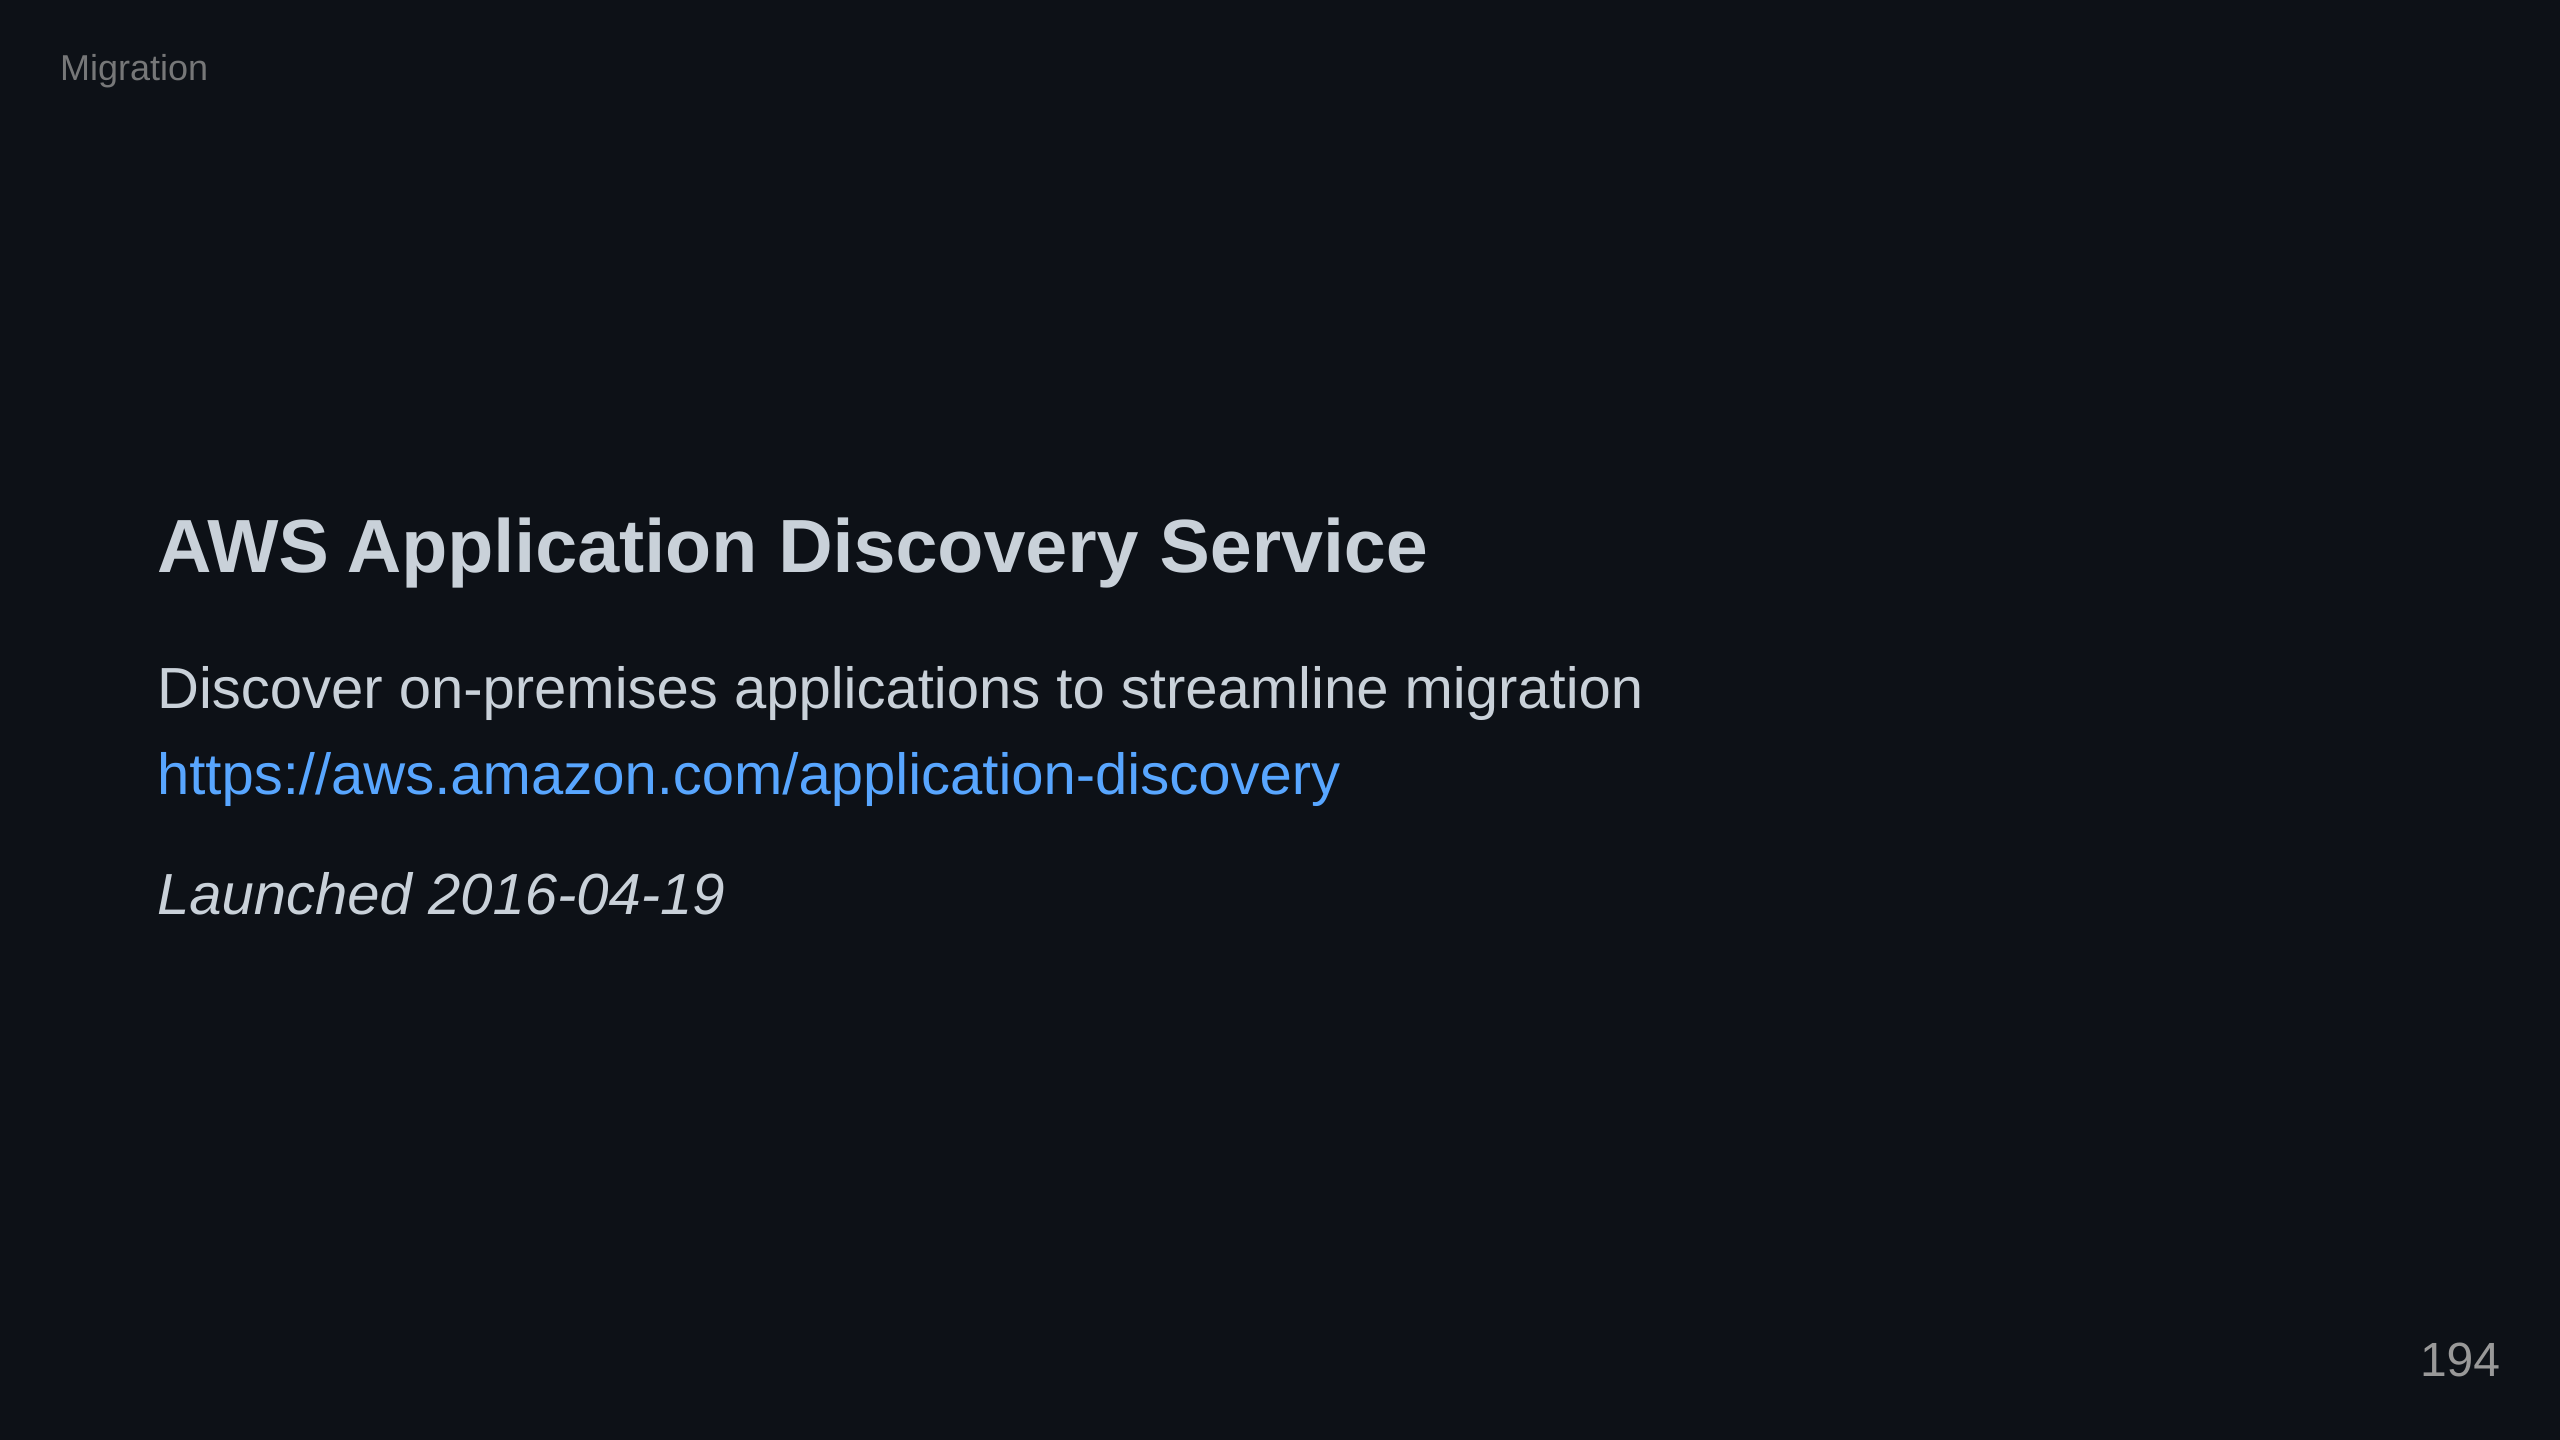 Migration
AWS Application Discovery Service
Discover on-premises applications to streamline migration
https://aws.amazon.com/application-discovery
Launched 2016-04-19
194